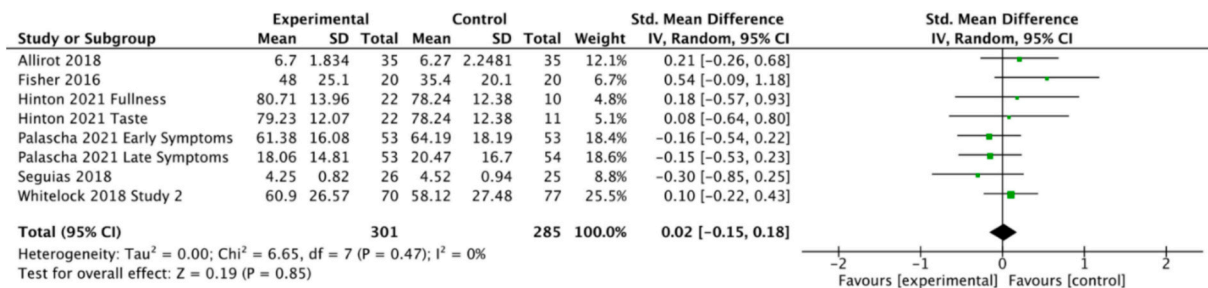 Experimental Control Std. Mean Difference Std. Mean Difference
Study or Subgroup Mean SD Total Mean SD Total Weight IV, Random, 95% CI IV, Random, 95% CI
Allirot 2018 6.7 1.834 35 6.27 2.2481 35 12.1% 0.21 [-0.26, 0.68]
Fisher 2016 48 25.1 20 35.4 20.1 20 6.7% 0.54 [-0.09, 1.18]
Hinton 2021 Fullness 80.71 13.96 22 78.24 12.38 10 4.8% 0.18 [-0.57, 0.93]
Hinton 2021 Taste 79.23 12.07 22 78.24 12.38 11 5.1% 0.08 [-0.64, 0.80]
Palascha 2021 Early Symptoms 61.38 16.08 53 64.19 18.19 53 18.4% -0.16 [-0.54, 0.22]
Palascha 2021 Late Symptoms 18.06 14.81 53 20.47 16.7 54 18.6% -0.15 [-0.53, 0.23]
Seguias 2018 4.25 0.82 26 4.52 0.94 25 8.8% -0.30 [-0.85, 0.25]
Whitelock 2018 Study 2 60.9 26.57 70 58.12 27.48 77 25.5% 0.10 [-0.22, 0.43]
Total (95% CI) 301 285 100.0% 0.02 [-0.15, 0.18]
Heterogeneity: Tau² = 0.00; Chi² = 6.65, df = 7 (P = 0.47); I² = 0%
Test for overall effect: Z = 0.19 (P = 0.85)
-2 -1 0 1 2
Favours [experimental] Favours [control]